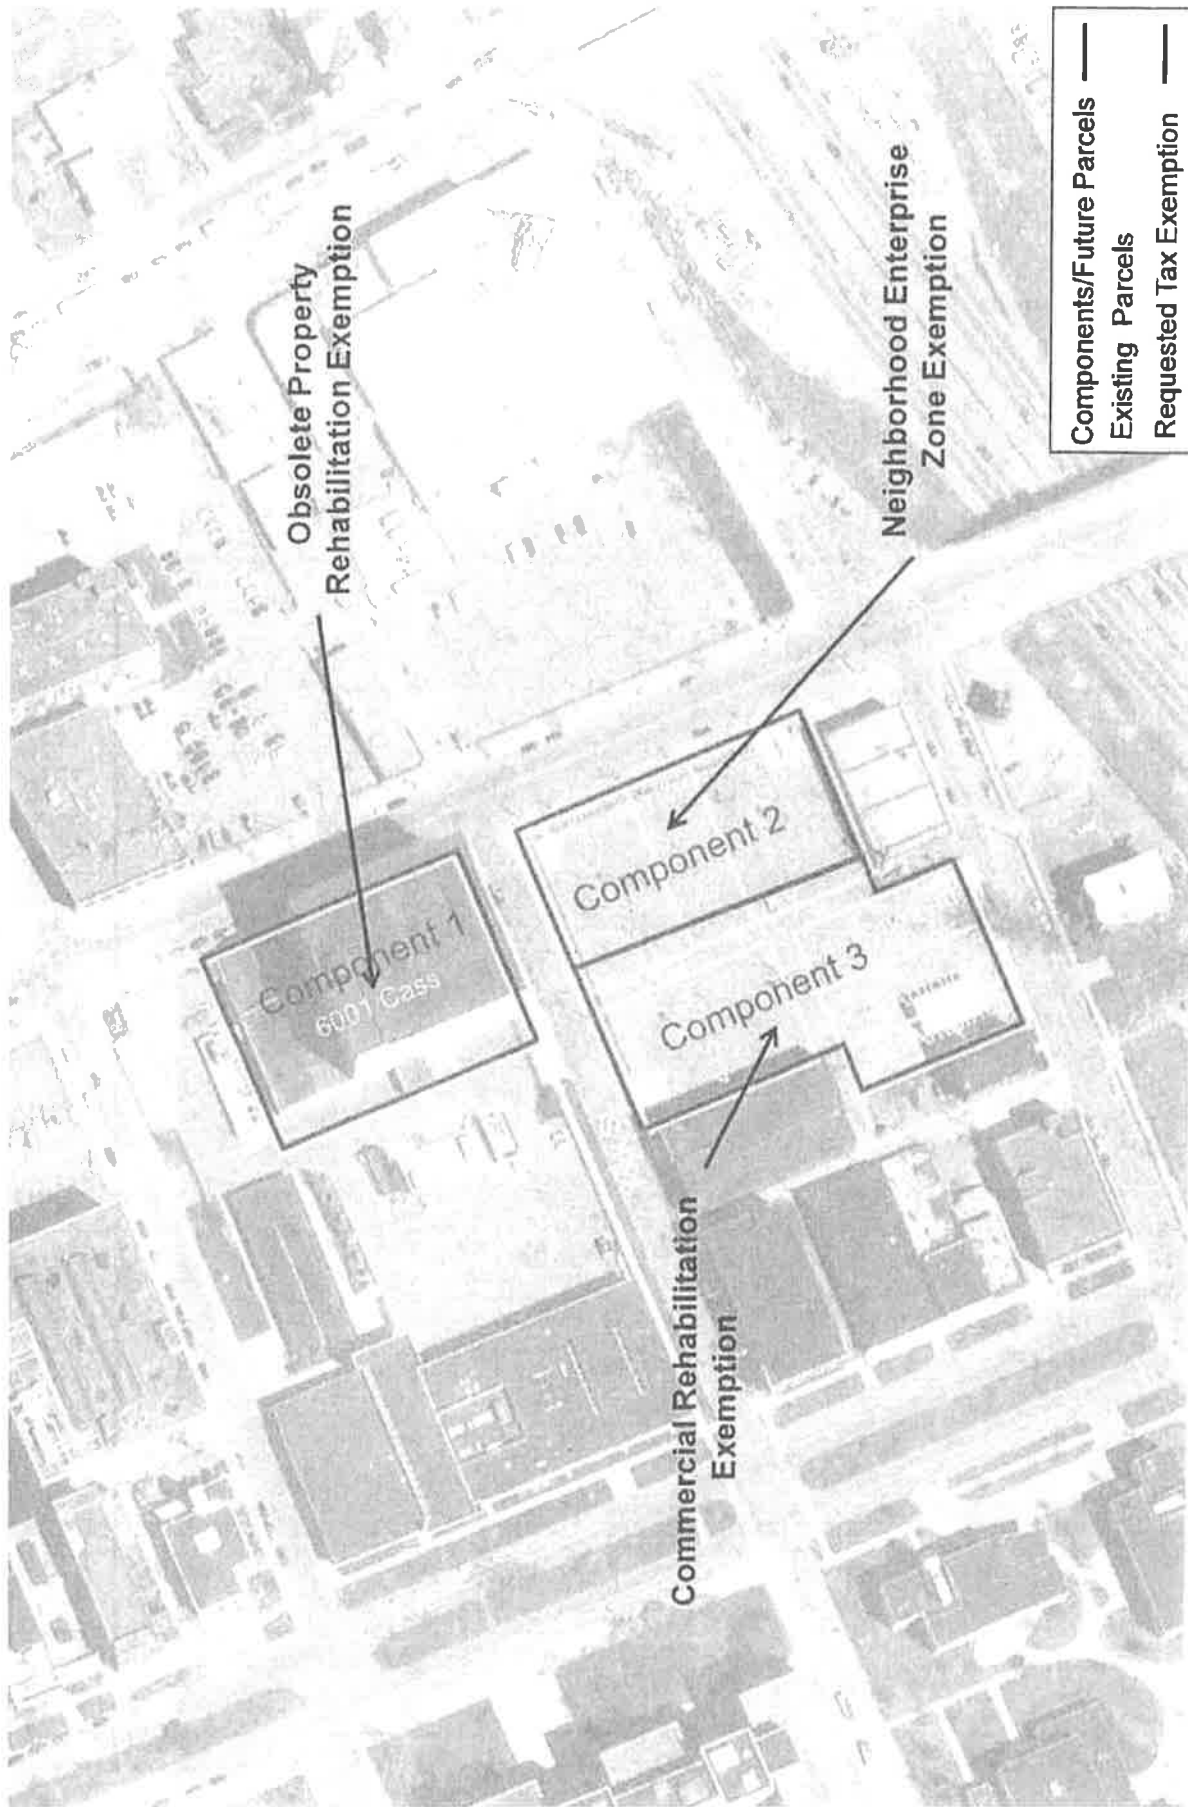 Obsolete Property
Rehabilitation Exemption
Component 1
6001 Cass
Component 2
Component 3
Neighborhood Enterprise
Zone Exemption
Commercial Rehabilitation
Exemption
Components/Future Parcels
Existing Parcels
Requested Tax Exemption